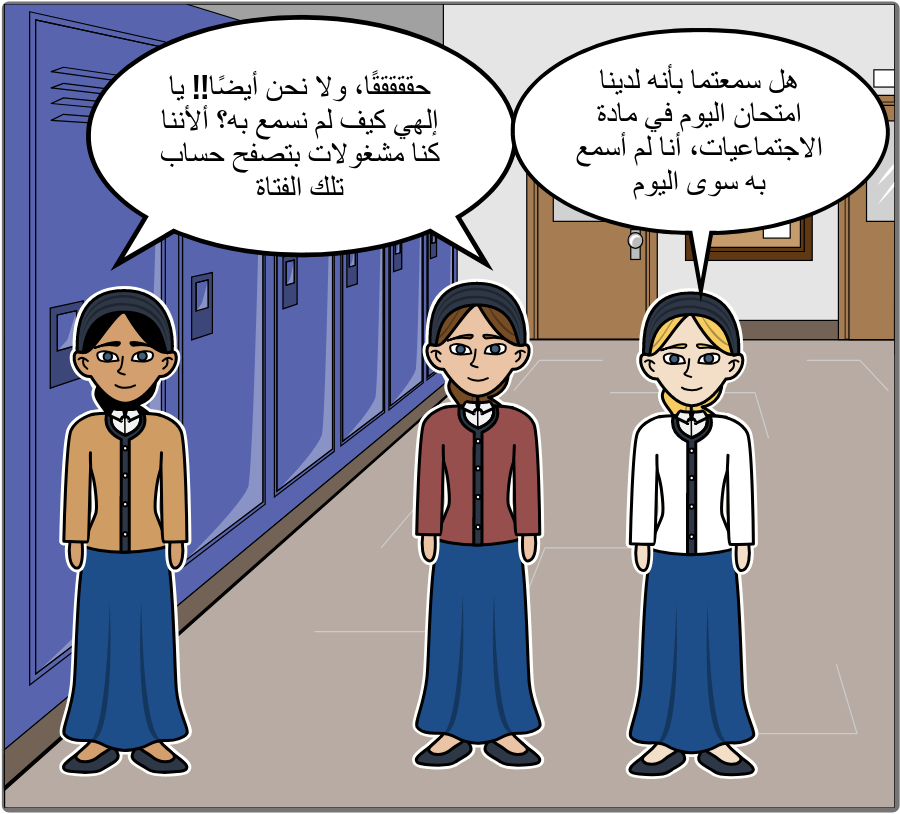 هل سمعتما بأنه لدينا
امتحان اليوم في مادة
الاجتماعيات، أنا لم أسمع
به سوى اليوم
حقققققًا، ولا نحن أيضًا!! يا
إلهي كيف لم نسمع به؟ ألأننا
كنا مشغولات بتصفح حساب
تلك الفتاة